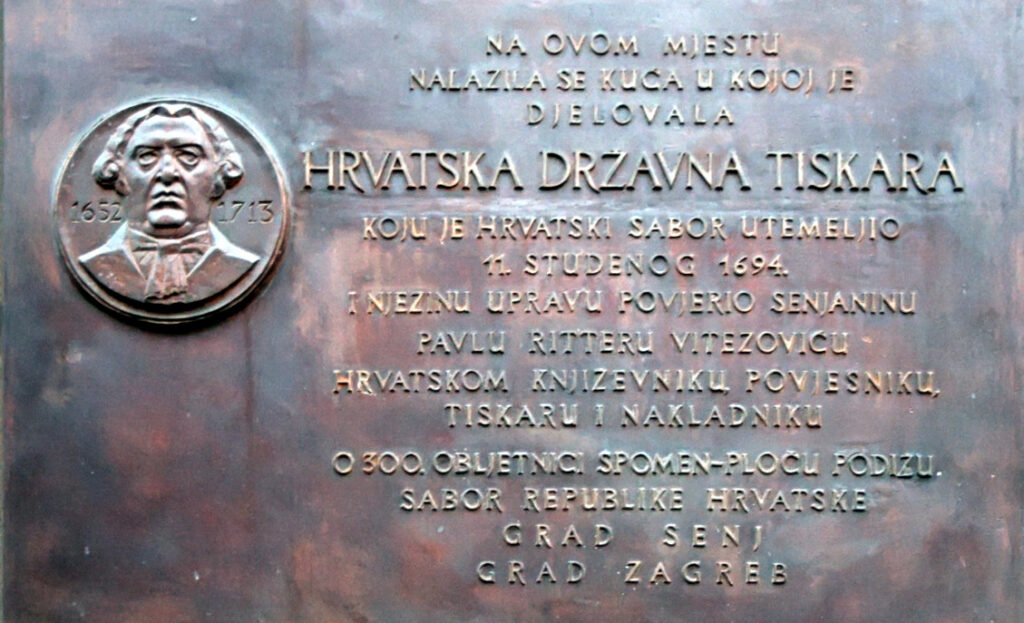 NA OVOM MJESTU
NALAZILA SE KUĆA U KOJOJ JE
DJELOVALA
HRVATSKA DRŽAVNA TISKARA
1652 1713
KOJU JE HRVATSKI SABOR UTEMELJIO
11. STUDENOG 1694.
I NJEZINU UPRAVU POVJERIO SENJANINU
PAVLU RITTERU VITEZOVIĆU
HRVATSKOM KNJIŽEVNIKU, POVJESNIKU,
TISKARU I NAKLADNIKU
O 300. OBLJETNICI SPOMEN-PLOČU PODIŽU.
SABOR REPUBLIKE HRVATSKE
GRAD SENJ
GRAD ZAGREB